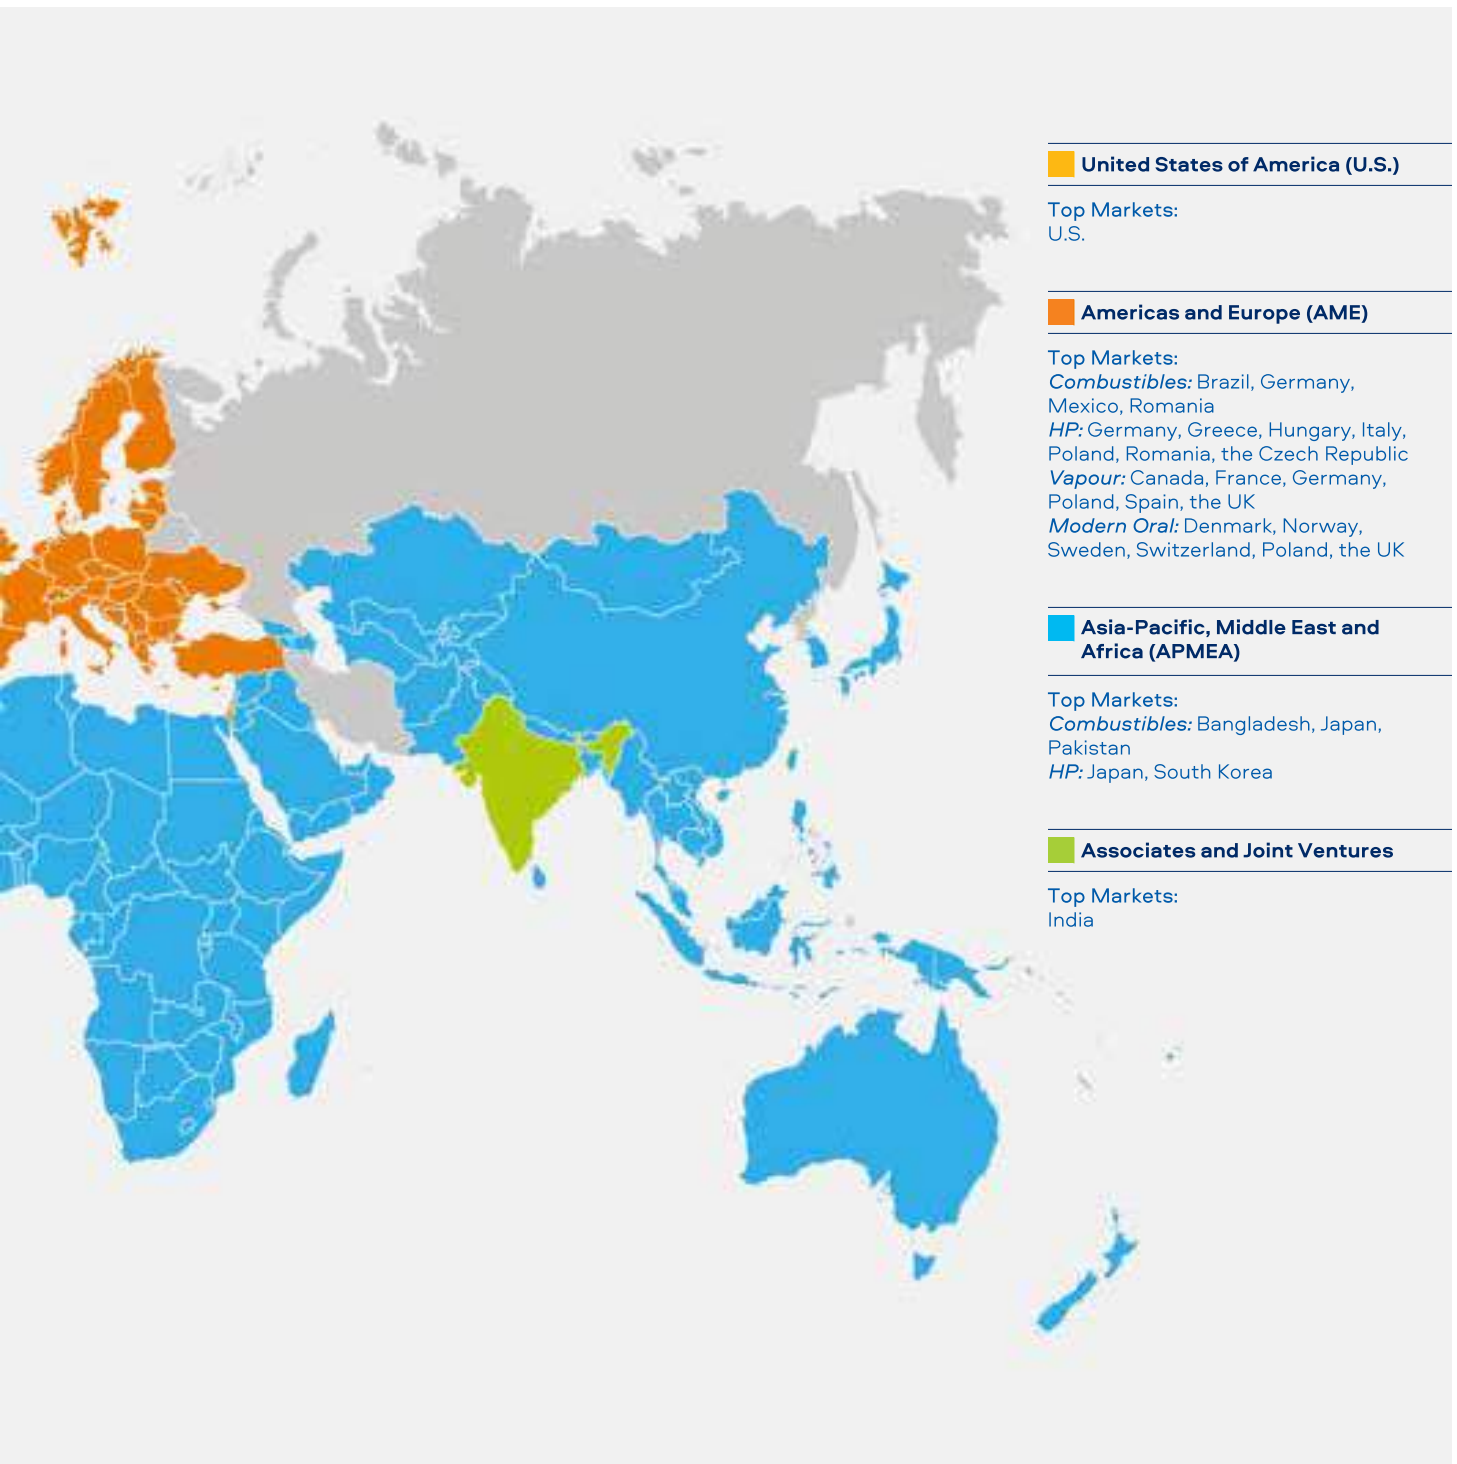 United States of America (U.S.)
Top Markets:
U.S.
Americas and Europe (AME)
Top Markets:
Combustibles: Brazil, Germany,
Mexico, Romania
HP: Germany, Greece, Hungary, Italy,
Poland, Romania, the Czech Republic
Vapour: Canada, France, Germany,
Poland, Spain, the UK
Modern Oral: Denmark, Norway,
Sweden, Switzerland, Poland, the UK
Asia-Pacific, Middle East and
Africa (APMEA)
Top Markets:
Combustibles: Bangladesh, Japan,
Pakistan
HP: Japan, South Korea
Associates and Joint Ventures
Top Markets:
India